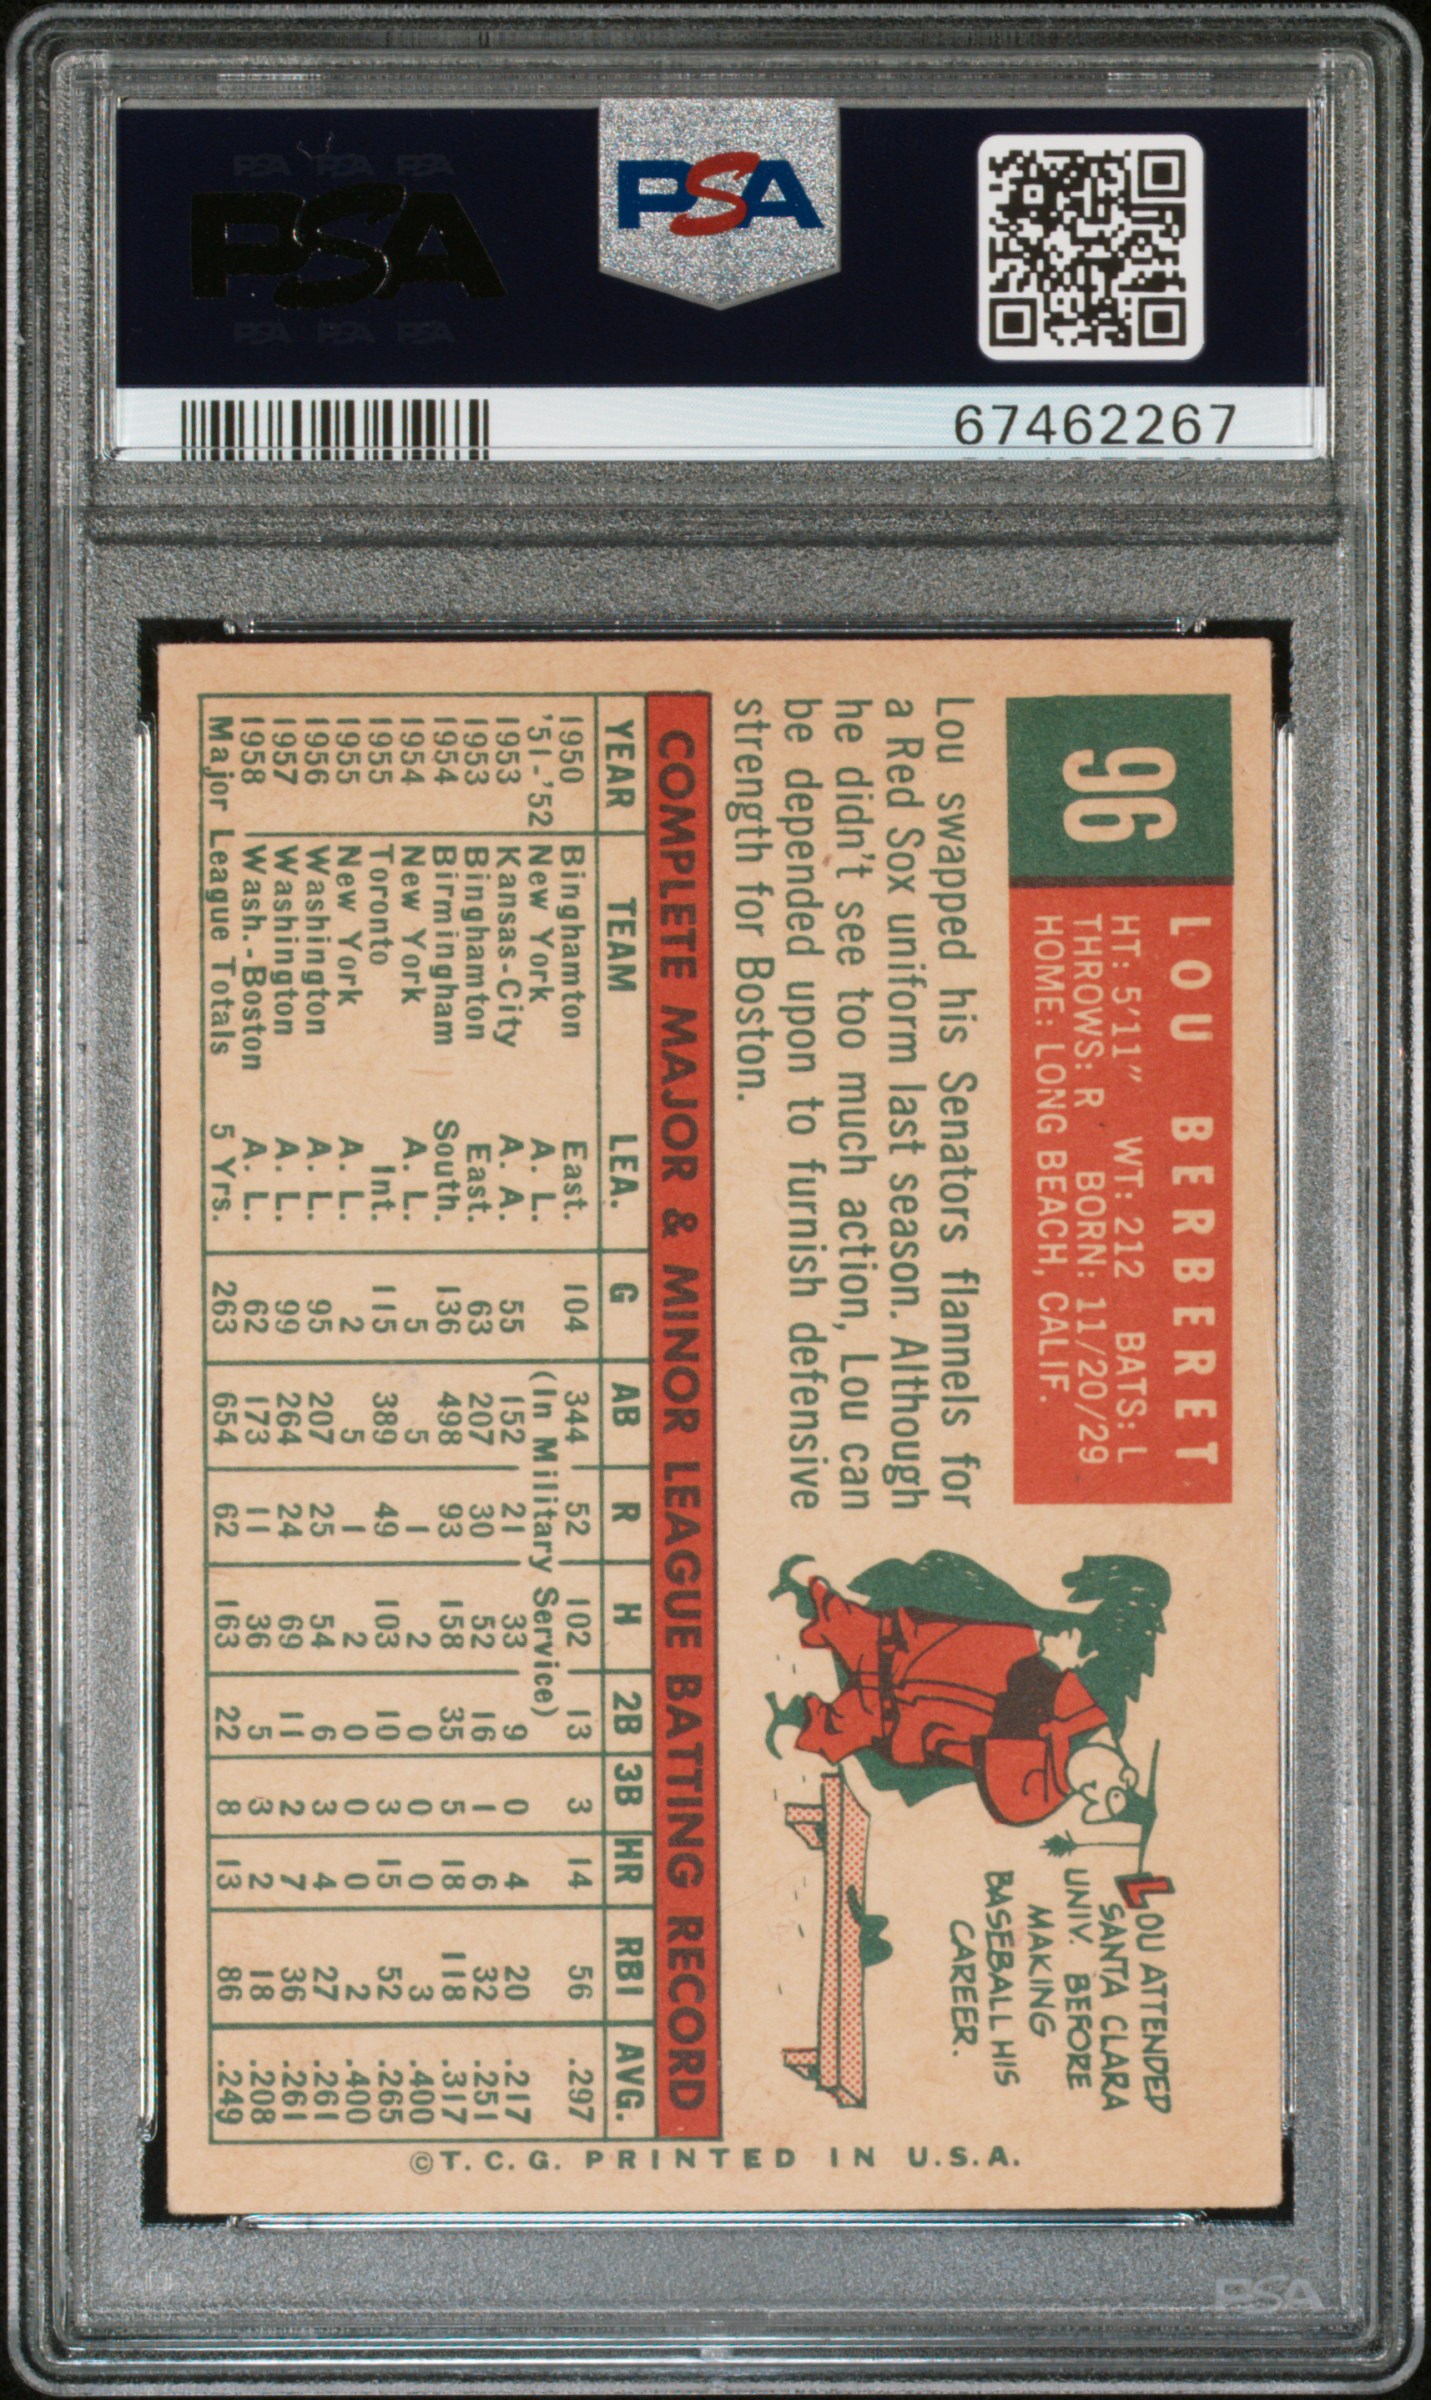 PSA PSA PSA
PSA
PSA PSA PSA
PSA
67462267
96
LOU BERBERET
HT: 5'11" WT: 212 BATS: L
THROWS: R BORN: 11/20/29
HOME: LONG BEACH, CALIF.
Lou swapped his Senators flannels for
a Red Sox uniform last season. Although
he didn't see too much action, Lou can
be depended upon to furnish defensive
strength for Boston.
LOU ATTENDED
SANTA CLARA
UNIV. BEFORE
MAKING
BASEBALL HIS
CAREER.
COMPLETE MAJOR & MINOR LEAGUE BATTING RECORD
YEAR TEAM LEA. G AB R H 2B 3B HR RBI AVG.
1950 Binghamton East. 104 344 52 102 13 3 14 56 .297
'51-'52 New York A. L. (In Military Service)
1953 Kansas-City A. A. 55 152 21 33 9 0 4 20 .217
1953 Binghamton East. 63 207 30 52 16 1 6 32 .251
1954 Birmingham South. 136 498 93 158 35 5 18 118 .317
1954 New York A. L. 5 5 1 2 0 0 0 3 .400
1955 Toronto Int. 115 389 49 103 10 3 15 52 .265
1955 New York A. L. 2 5 1 2 0 0 0 2 .400
1956 Washington A. L. 95 207 25 54 6 3 4 27 .261
1957 Washington A. L. 99 264 24 69 11 2 7 36 .261
1958 Wash.-Boston A. L. 62 173 11 36 5 3 2 18 .208
Major League Totals 5 Yrs. 263 654 62 163 22 8 13 86 .249
©T. C. G. PRINTED IN U.S.A.
PSA